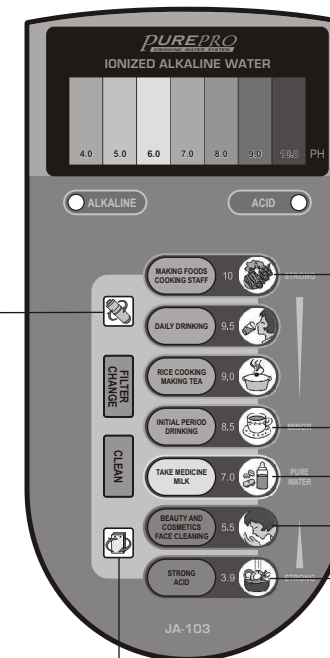 PUREPRO
DRINKING WATER SYSTEM
IONIZED ALKALINE WATER
4.0 5.0 6.0 7.0 8.0 9.0 10.0 PH
ALKALINE
ACID
MAKING FOODS
COOKING STAFF
10
STRONG
DAILY DRINKING
9.5
RICE COOKING
MAKING TEA
9,0
INITIAL PERIOD
DRINKING
8.5
MINOR
TAKE MEDICINE
MILK
7.0
PURE
WATER
BEAUTY AND
COSMETICS
FACE CLEANING
5.5
STRONG
ACID
3.9
STRONG
FILTER
CHANGE
CLEAN
JA-103